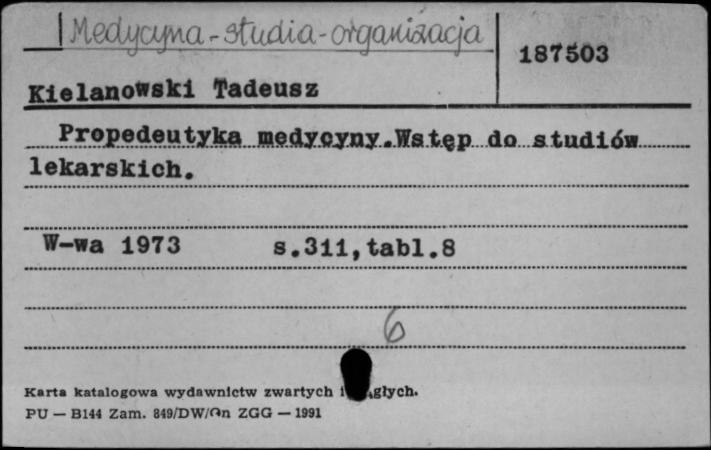 Medycyna-studia-organizacja
187503
Kielanowski Tadeusz
Propedeutyka medycyny.Wstęp do studiów
lekarskich.
W-wa 1973 s.311,tabl.8
6
Karta katalogowa wydawnictw zwartych i
PU — B144 Zam. 849/DW/On ZGG — 1991